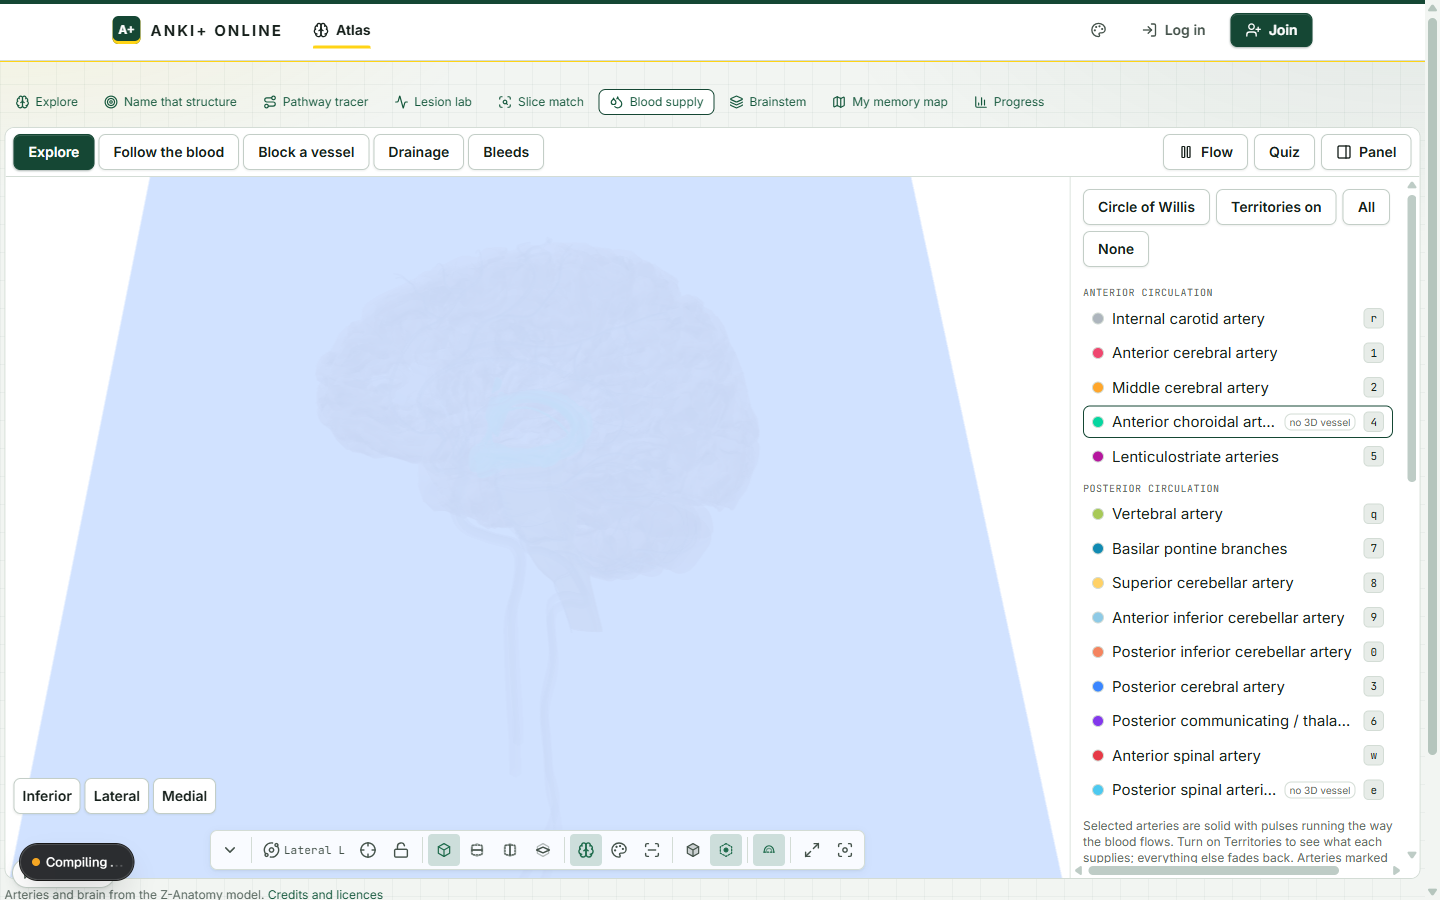 A+ ANKI+ ONLINE Atlas Log in Join
Explore Name that structure Pathway tracer Lesion lab Slice match Blood supply Brainstem My memory map Progress
Explore Follow the blood Block a vessel Drainage Bleeds Flow Quiz Panel
Circle of Willis Territories on All
None
ANTERIOR CIRCULATION
Internal carotid artery r
Anterior cerebral artery 1
Middle cerebral artery 2
Anterior choroidal art... no 3D vessel 4
Lenticulostriate arteries 5
POSTERIOR CIRCULATION
Vertebral artery q
Basilar pontine branches 7
Superior cerebellar artery 8
Anterior inferior cerebellar artery 9
Posterior inferior cerebellar artery 0
Posterior cerebral artery 3
Posterior communicating / thala... 6
Anterior spinal artery w
Posterior spinal arteri... no 3D vessel e
Selected arteries are solid with pulses running the way
the blood flows. Turn on Territories to see what each
supplies; everything else fades back. Arteries marked
Inferior Lateral Medial
Lateral L
Compiling ...
Arteries and brain from the Z-Anatomy model. Credits and licences